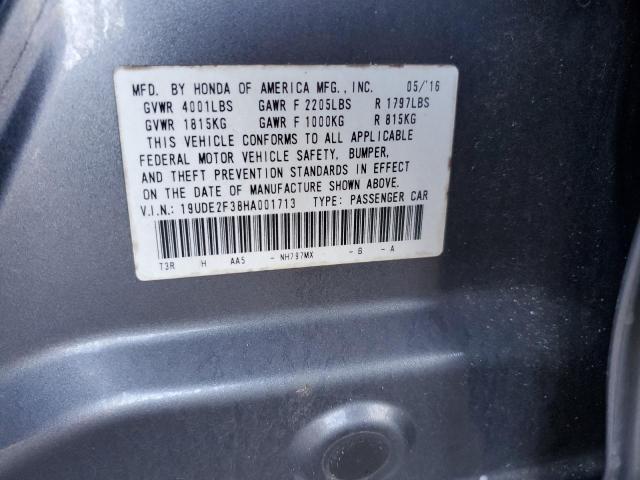 MFD. BY HONDA OF AMERICA MFG., INC. 05/'16
GVWR 4001LBS GAWR F 2205LBS R 1797LBS
GVWR 1815KG GAWR F 1000KG R 815KG
THIS VEHICLE CONFORMS TO ALL APPLICABLE
FEDERAL MOTOR VEHICLE SAFETY, BUMPER,
AND THEFT PREVENTION STANDARDS IN EFFECT
ON THE DATE OF MANUFACTURE SHOWN ABOVE.
V.I.N.: 19UDE2F38HA001713 TYPE: PASSENGER CAR
T3R H AA5 - NH797MX - B - A